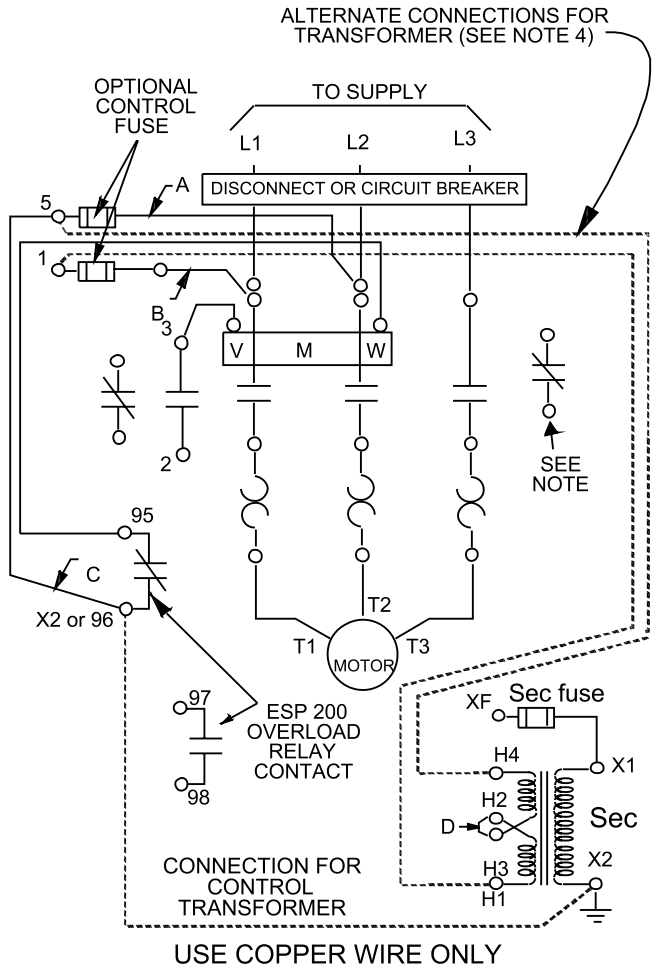 ALTERNATE CONNECTIONS FOR
TRANSFORMER (SEE NOTE 4)
OPTIONAL
CONTROL
FUSE
TO SUPPLY
L1 L2 L3
DISCONNECT OR CIRCUIT BREAKER
A
5
1
B
3
V M W
2
SEE
NOTE
95
C
X2 or 96
T2
T1 T3
MOTOR
97
ESP 200
OVERLOAD
RELAY
CONTACT
98
XF Sec fuse
H4 X1
H2
D
Sec
H3 X2
H1
CONNECTION FOR
CONTROL
TRANSFORMER
USE COPPER WIRE ONLY